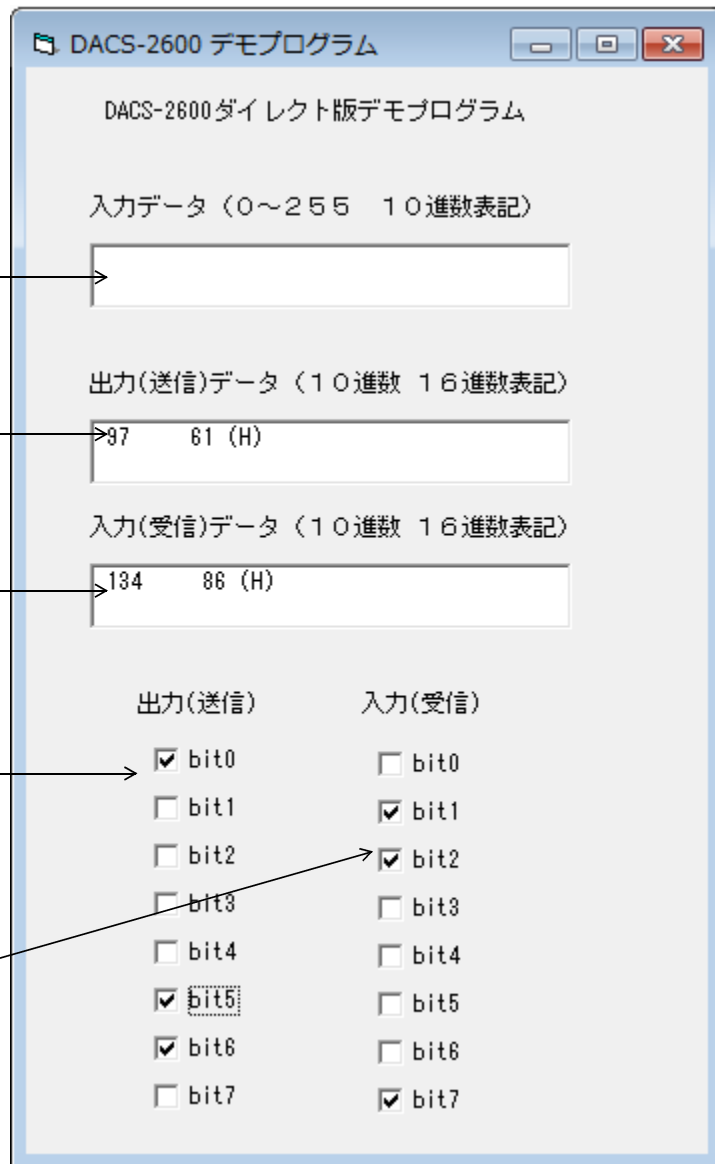 DACS-2600 デモプログラム
DACS-2600ダイレクト版デモプログラム
入力データ（０～２５５　１０進数表記）
出力(送信)データ（１０進数 １６進数表記）
97 61 (H)
入力(受信)データ（１０進数 １６進数表記）
134 86 (H)
出力(送信) 入力(受信)
bit0 bit0
bit1 bit1
bit2 bit2
bit3 bit3
bit4 bit4
bit5 bit5
bit6 bit6
bit7 bit7